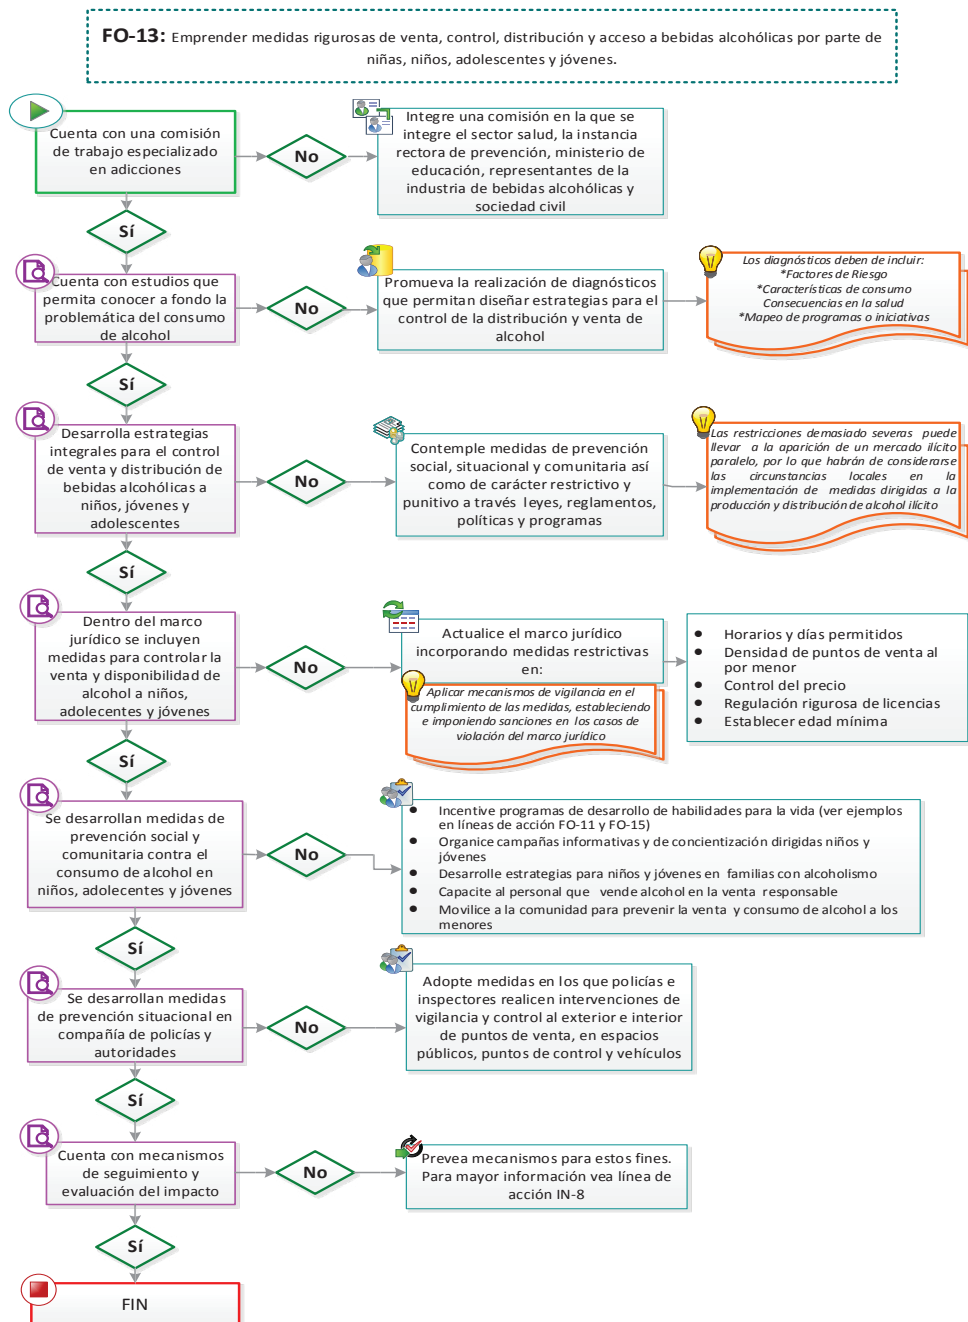 FO-13: Emprender medidas rigurosas de venta, control, distribución y acceso a bebidas alcohólicas por parte de
niñas, niños, adolescentes y jóvenes.
Cuenta con una comisión
de trabajo especializado
en adicciones
No
Integre una comisión en la que se
integre el sector salud, la instancia
rectora de prevención, ministerio de
educación, representantes de la
industria de bebidas alcohólicas y
sociedad civil
Sí
Cuenta con estudios que
permita conocer a fondo la
problemática del consumo
de alcohol
No
Promueva la realización de diagnósticos
que permitan diseñar estrategias para el
control de la distribución y venta de
alcohol
Los diagnósticos deben de incluir:
*Factores de Riesgo
*Características de consumo
Consecuencias en la salud
*Mapeo de programas o iniciativas
Sí
Desarrolla estrategias
integrales para el control
de venta y distribución de
bebidas alcohólicas a
niños, jóvenes y
adolescentes
No
Contemple medidas de prevención
social, situacional y comunitaria así
como de carácter restrictivo y
punitivo a través leyes, reglamentos,
políticas y programas
Las restricciones demasiado severas puede
llevar a la aparición de un mercado ilícito
paralelo, por lo que habrán de considerarse
las circunstancias locales en la
implementación de medidas dirigidas a la
producción y distribución de alcohol ilícito
Sí
Dentro del marco
jurídico se incluyen
medidas para controlar la
venta y disponibilidad de
alcohol a niños,
adolecentes y jóvenes
No
Actualice el marco jurídico
incorporando medidas restrictivas
en:
Aplicar mecanismos de vigilancia en el
cumplimiento de las medidas, estableciendo
e imponiendo sanciones en los casos de
violación del marco jurídico
● Horarios y días permitidos
● Densidad de puntos de venta al
por menor
● Control del precio
● Regulación rigurosa de licencias
● Establecer edad mínima
Sí
Se desarrollan medidas de
prevención social y
comunitaria contra el
consumo de alcohol en
niños, adolecentes y jóvenes
No
● Incentive programas de desarrollo de habilidades para la vida (ver ejemplos
en líneas de acción FO-11 y FO-15)
● Organice campañas informativas y de concientización dirigidas niños y
jóvenes
● Desarrolle estrategias para niños y jóvenes en familias con alcoholismo
● Capacite al personal que vende alcohol en la venta responsable
● Movilice a la comunidad para prevenir la venta y consumo de alcohol a los
menores
Sí
Se desarrollan medidas
de prevención situacional en
compañía de policías y
autoridades
No
Adopte medidas en los que policías e
inspectores realicen intervenciones de
vigilancia y control al exterior e interior
de puntos de venta, en espacios
públicos, puntos de control y vehículos
Sí
Cuenta con mecanismos
de seguimiento y
evaluación del impacto
No
Prevea mecanismos para estos fines.
Para mayor información vea línea de
acción IN-8
Sí
FIN